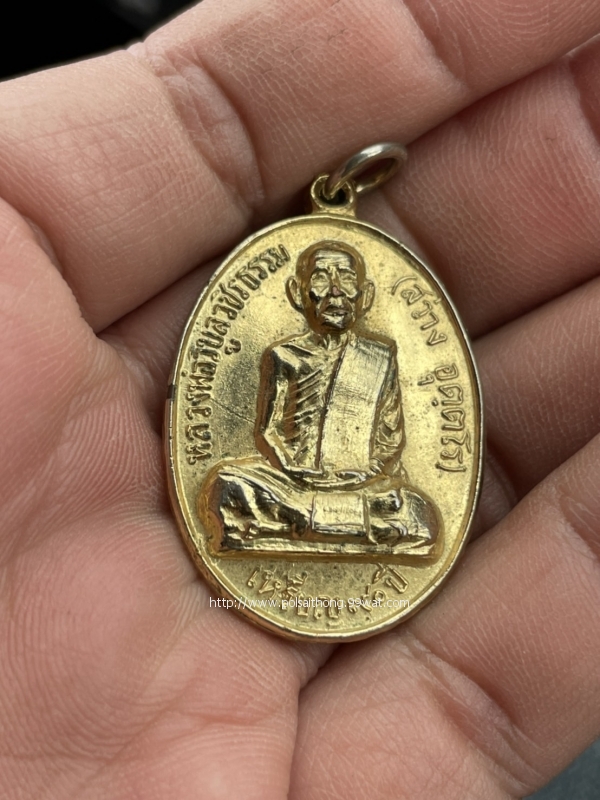 หลวงพ่อวิบูลวชิรธรรม
(สว่าง อุตฺตโร)
http://www.polsaithong.99wat.com